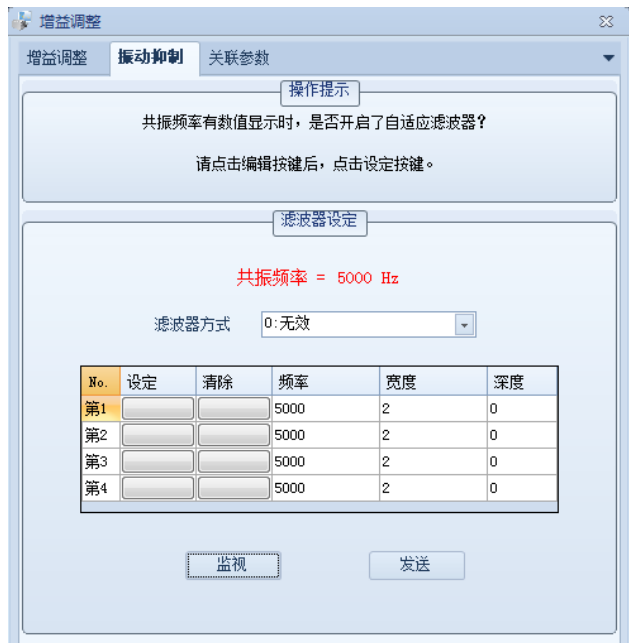 增益调整
增益调整 振动抑制 关联参数
操作提示
共振频率有数值显示时，是否开启了自适应滤波器?
请点击编辑按键后，点击设定按键。
滤波器设定
共振频率 = 5000 Hz
滤波器方式 0:无效
No. 设定 清除 频率 宽度 深度
第1 5000 2 0
第2 5000 2 0
第3 5000 2 0
第4 5000 2 0
监视 发送